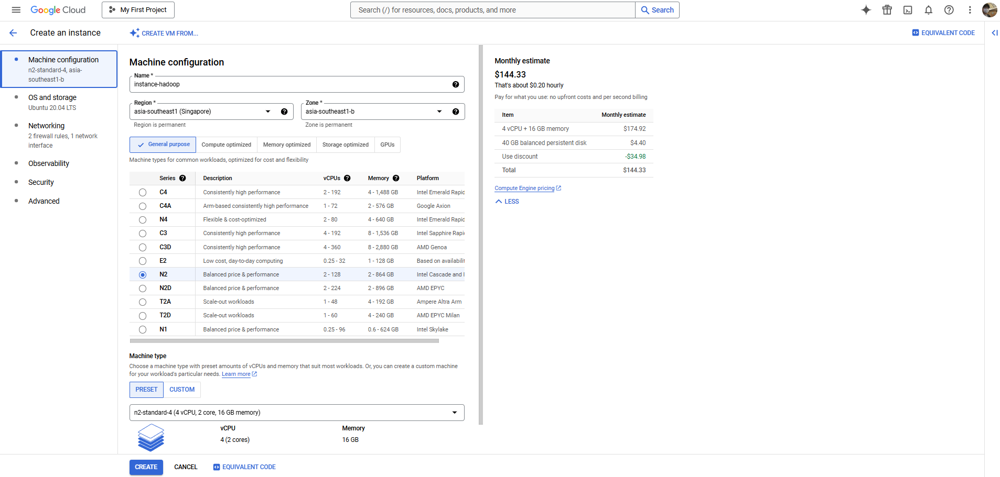 Google Cloud
My First Project
Search (/) for resources, docs, products, and more
Search
Create an instance
CREATE VM FROM...
EQUIVALENT CODE
Machine configuration
n2-standard-4, asia-
southeast1-b
OS and storage
Ubuntu 20.04 LTS
Networking
2 firewall rules, 1 network
interface
Observability
Security
Advanced
Machine configuration
Name *
instance-hadoop
Region *
asia-southeast1 (Singapore)
Region is permanent
Zone *
asia-southeast1-b
Zone is permanent
General purpose
Compute optimized
Memory optimized
Storage optimized
GPUs
Machine types for common workloads, optimized for cost and flexibility
Series Description vCPUs Memory Platform
C4 Consistently high performance 2 - 192 4 - 1,488 GB Intel Emerald Rapid
C4A Arm-based consistently high performance 1 - 72 2 - 576 GB Google Axion
N4 Flexible & cost-optimized 2 - 80 4 - 640 GB Intel Emerald Rapid
C3 Consistently high performance 4 - 192 8 - 1,536 GB Intel Sapphire Rapi
C3D Consistently high performance 4 - 360 8 - 2,880 GB AMD Genoa
E2 Low cost, day-to-day computing 0.25 - 32 1 - 128 GB Based on availabilit
N2 Balanced price & performance 2 - 128 2 - 864 GB Intel Cascade and I
N2D Balanced price & performance 2 - 224 2 - 896 GB AMD EPYC
T2A Scale-out workloads 1 - 48 4 - 192 GB Ampere Altra Arm
T2D Scale-out workloads 1 - 60 4 - 240 GB AMD EPYC Milan
N1 Balanced price & performance 0.25 - 96 0.6 - 624 GB Intel Skylake
Machine type
Choose a machine type with preset amounts of vCPUs and memory that suit most workloads. Or, you can create a custom machine
for your workload's particular needs. Learn more
PRESET
CUSTOM
n2-standard-4 (4 vCPU, 2 core, 16 GB memory)
vCPU
4 (2 cores)
Memory
16 GB
CREATE
CANCEL
EQUIVALENT CODE
Monthly estimate
$144.33
That's about $0.20 hourly
Pay for what you use: no upfront costs and per second billing
Item Monthly estimate
4 vCPU + 16 GB memory $174.92
40 GB balanced persistent disk $4.40
Use discount -$34.98
Total $144.33
Compute Engine pricing
LESS